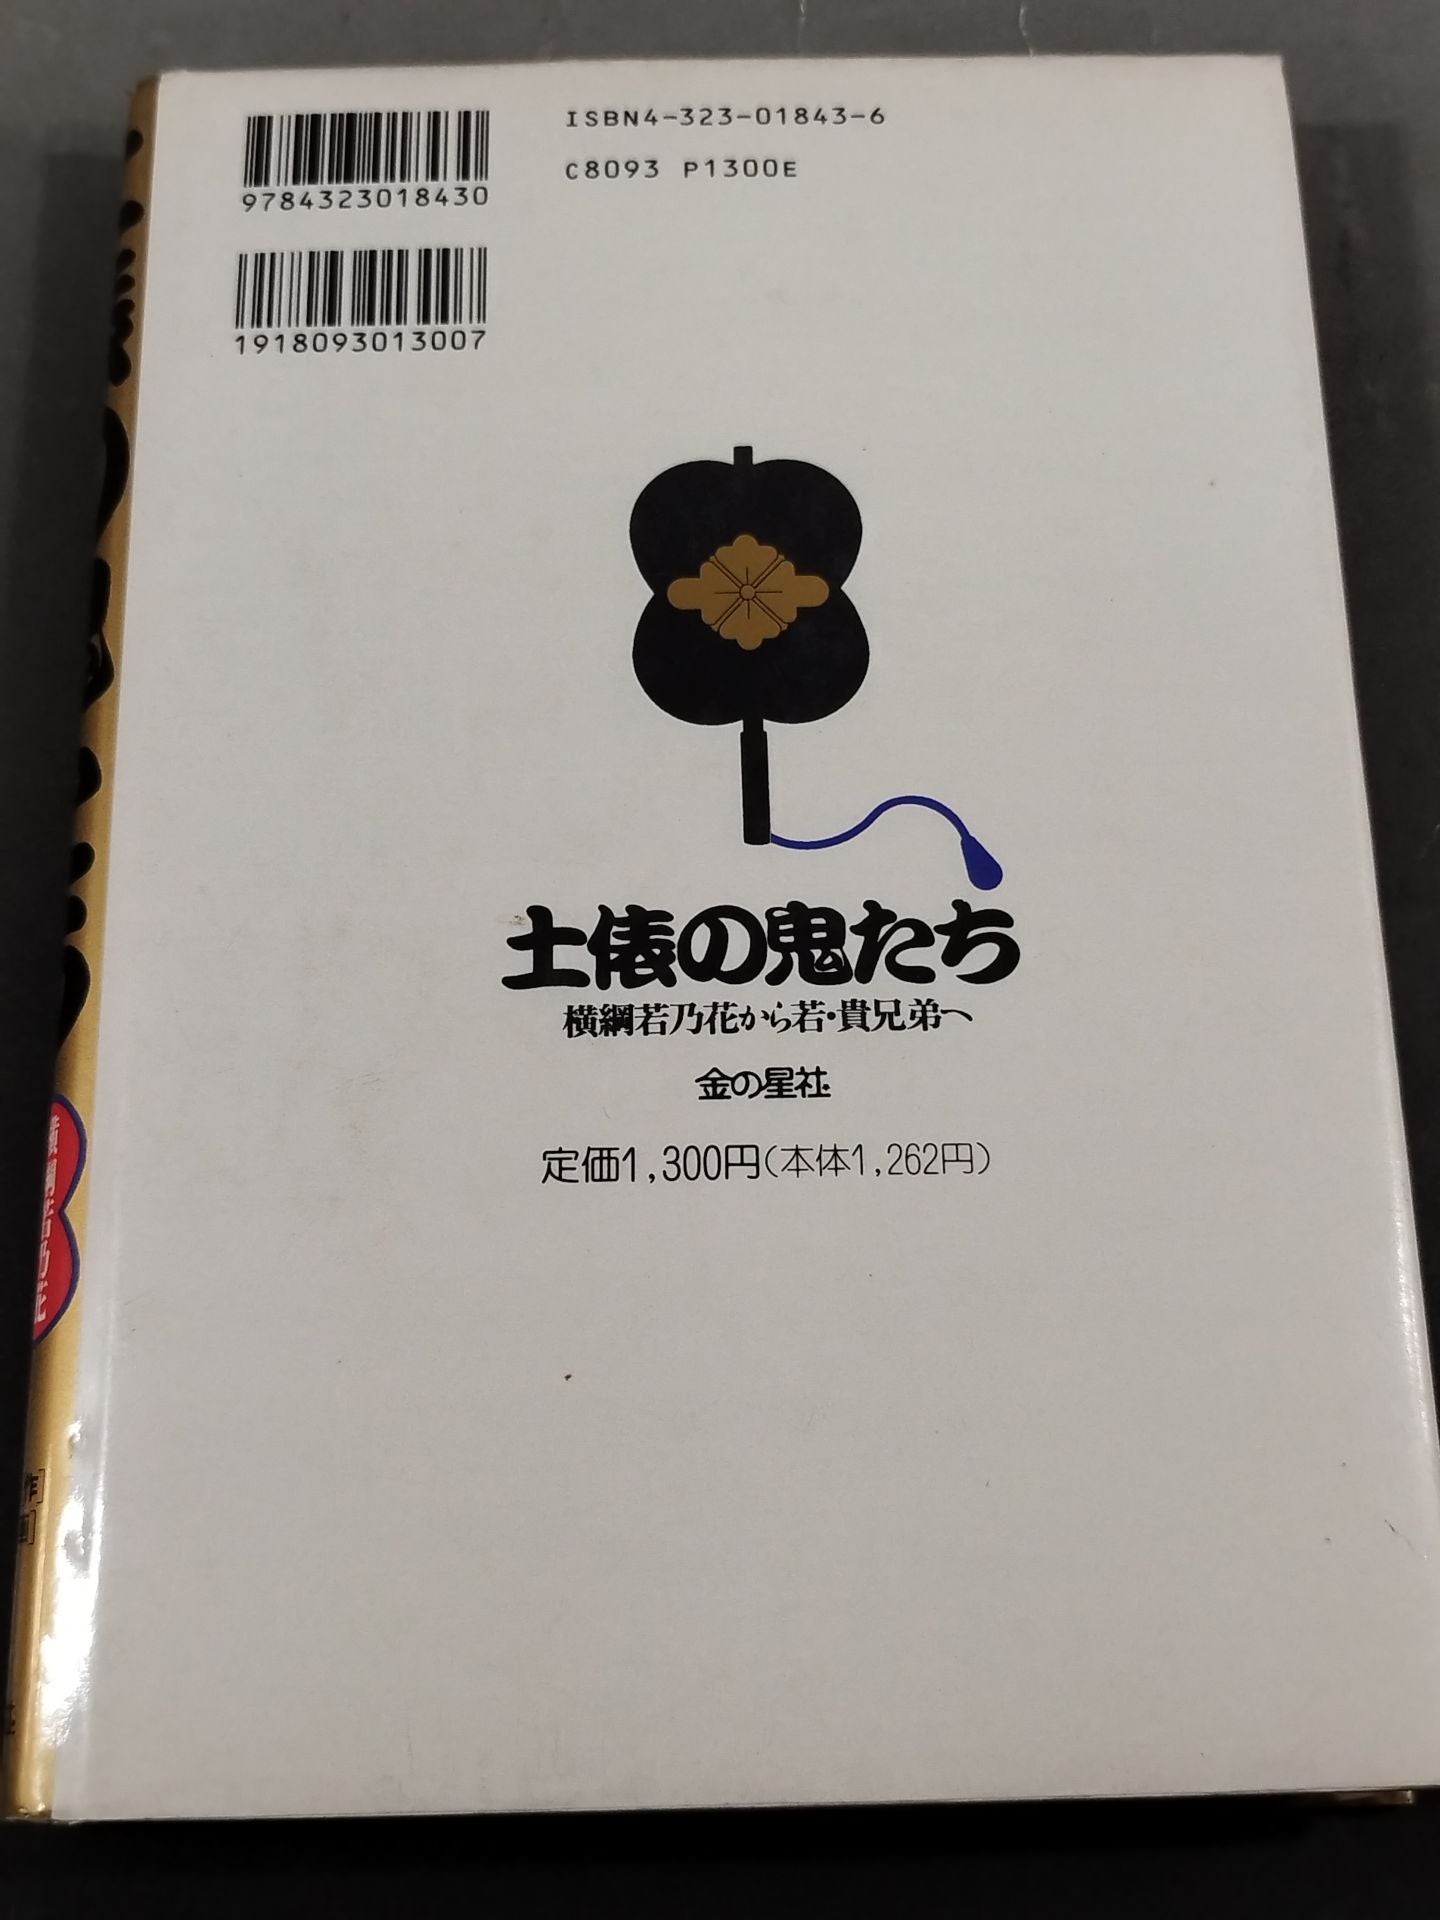 ISBN4-323-01843-6
C8093 P1300E
9784323018430
1918093013007
土俵の鬼たち
横綱若乃花から若・貴兄弟へ
金の星社
定価1,300円(本体1,262円)
作]